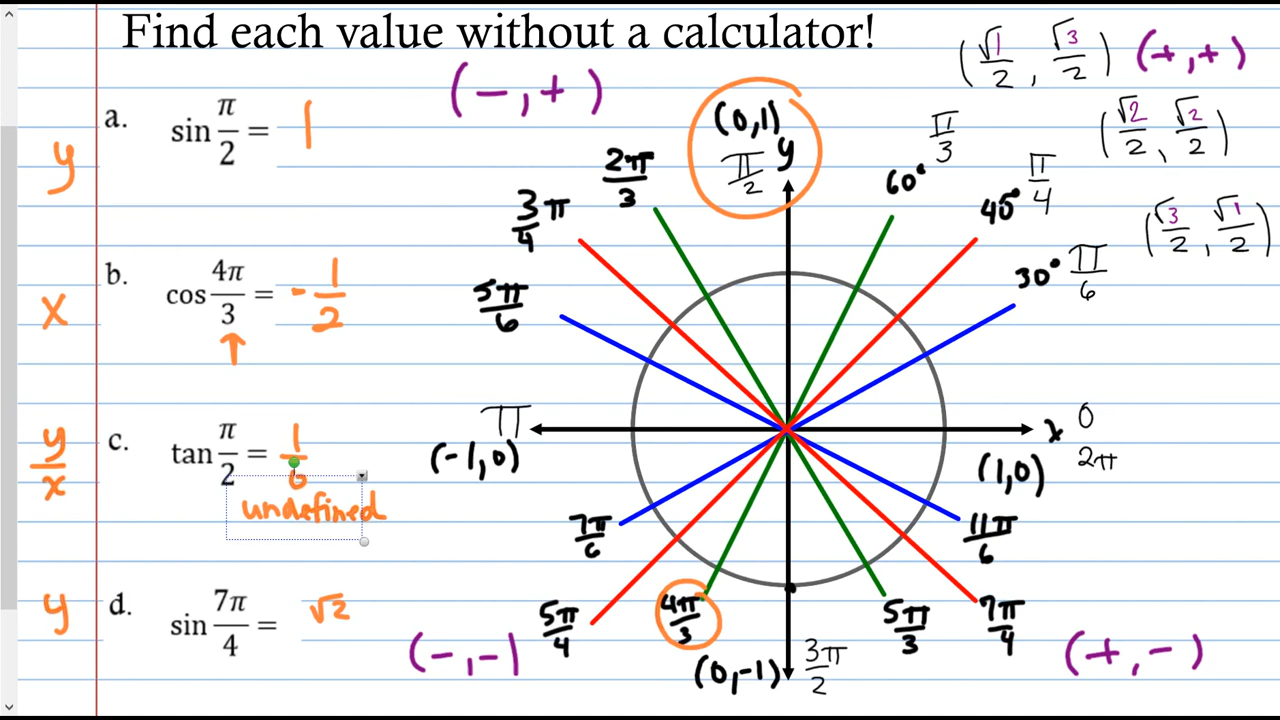 Find each value without a calculator!
(√1/2, √3/2) (+,+)
(-,+)
(0,1)
π/2 y
a. sin π/2 = 1
y
π/3
60°
(√2/2, √2/2)
π/4
45°
2π/3
3/4 π
(√3/2, √1/2)
30° π/6
5π/6
b. cos 4π/3 = -1/2
x
π
(-1,0)
x 0
2π
(1,0)
c. tan π/2 = 1/0
y/x
undefined
7π/6
11π/6
d. sin 7π/4 = √2
y
5π/4
4π/3
5π/3
7π/4
(-,-)
(0,-1)
3π/2
(+,-)